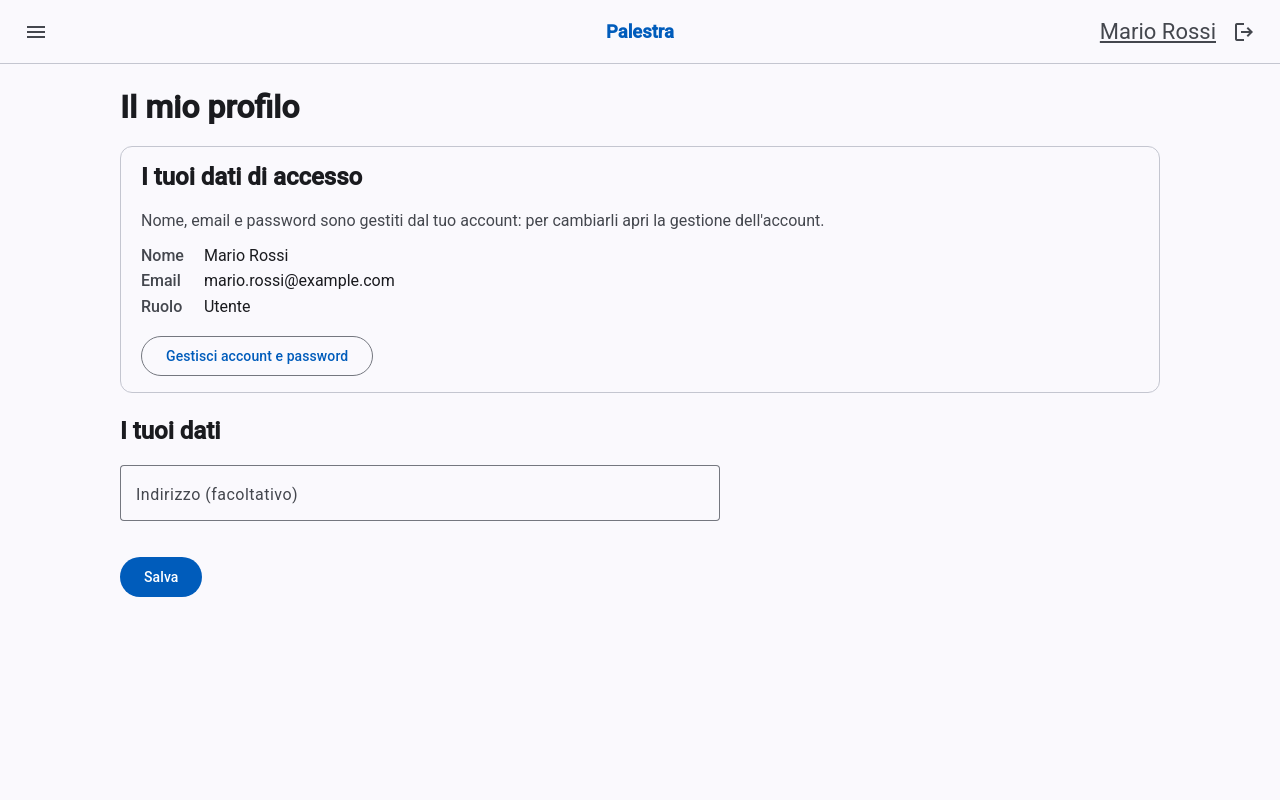 Palestra
Mario Rossi
Il mio profilo
I tuoi dati di accesso
Nome, email e password sono gestiti dal tuo account: per cambiarli apri la gestione dell'account.
Nome Mario Rossi
Email mario.rossi@example.com
Ruolo Utente
Gestisci account e password
I tuoi dati
Indirizzo (facoltativo)
Salva